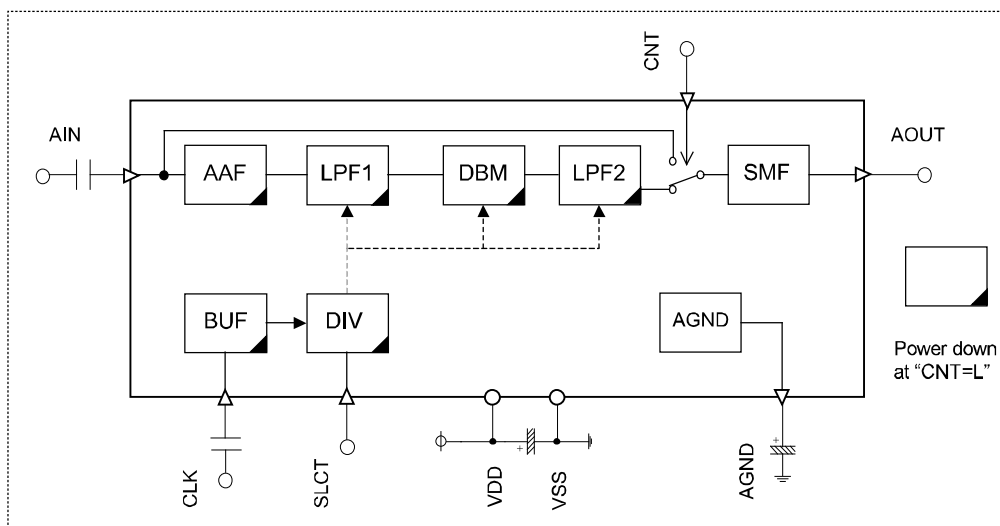 CNT
AIN
AOUT
AAF
LPF1
DBM
LPF2
SMF
BUF
DIV
AGND
Power down
at “CNT=L”
CLK
SLCT
+
VDD
VSS
AGND
+